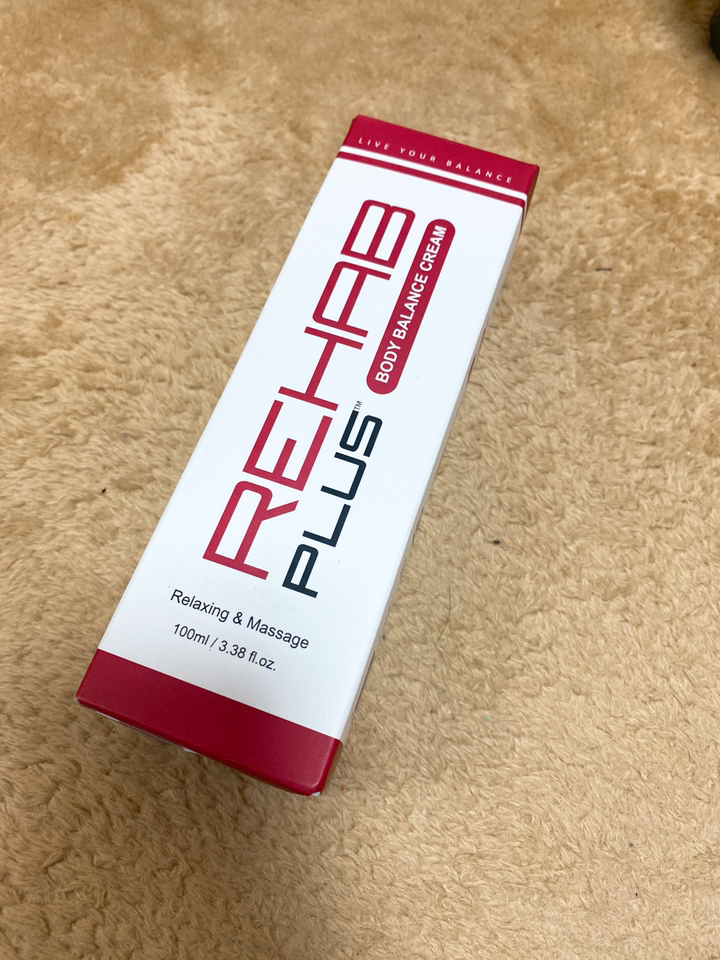 LIVE YOUR BALANCE
REHAB
BODY BALANCE CREAM
PLUS™
Relaxing & Massage
100ml / 3.38 fl.oz.